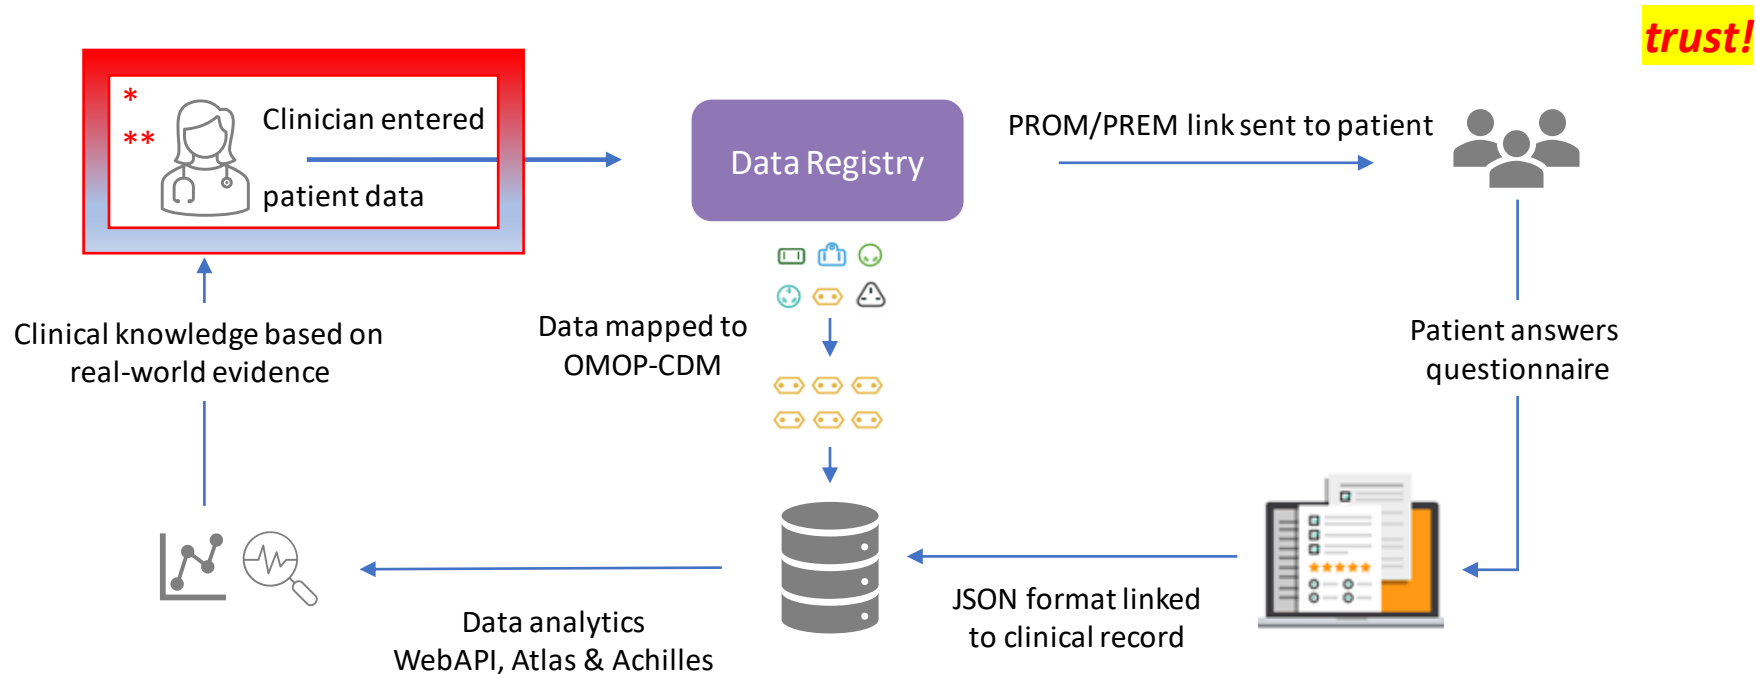 trust!
*
**
Clinician entered
patient data
Data Registry
PROM/PREM link sent to patient
Clinical knowledge based on
real-world evidence
Data mapped to
OMOP-CDM
Patient answers
questionnaire
JSON format linked
to clinical record
Data analytics
WebAPI, Atlas & Achilles